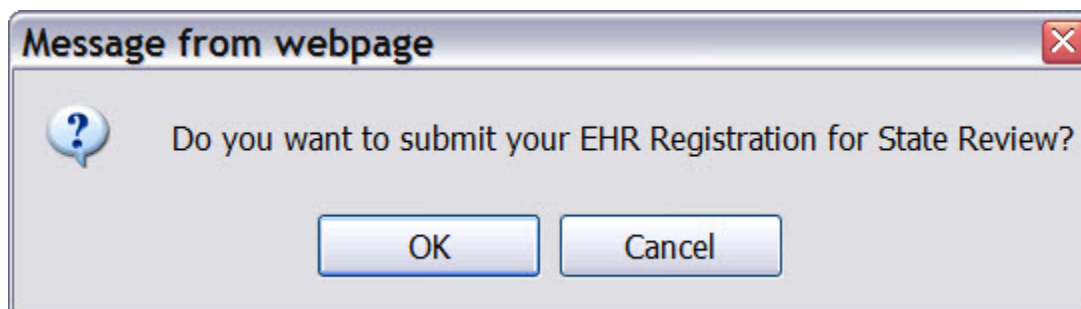 Message from webpage
Do you want to submit your EHR Registration for State Review?
OK
Cancel